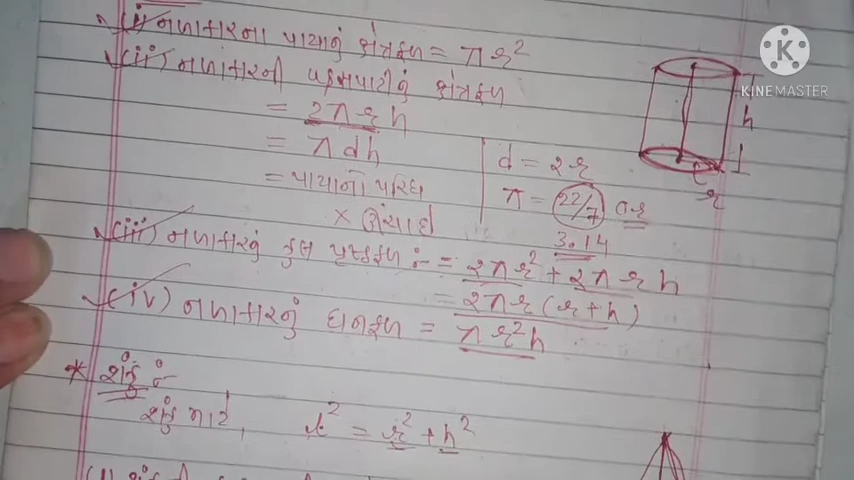 (i) નળાકારના પાયાનું ક્ષેત્રફળ = πr²
(ii) નળાકારની વક્રસપાટીનું ક્ષેત્રફળ
= 2πrh
= πdh
= પાયાનો પરિઘ
× ઊંચાઈ
d = 2r
π = 22/7 or
3.14
h
r
(iii) નળાકારનું કુલ પૃષ્ઠફળ :- = 2πr² + 2πrh
= 2πr(r+h)
(iv) નળાકારનું ઘનફળ = πr²h
* શંકુ :-
શંકુ માટે, l² = r² + h²
KINEMASTER